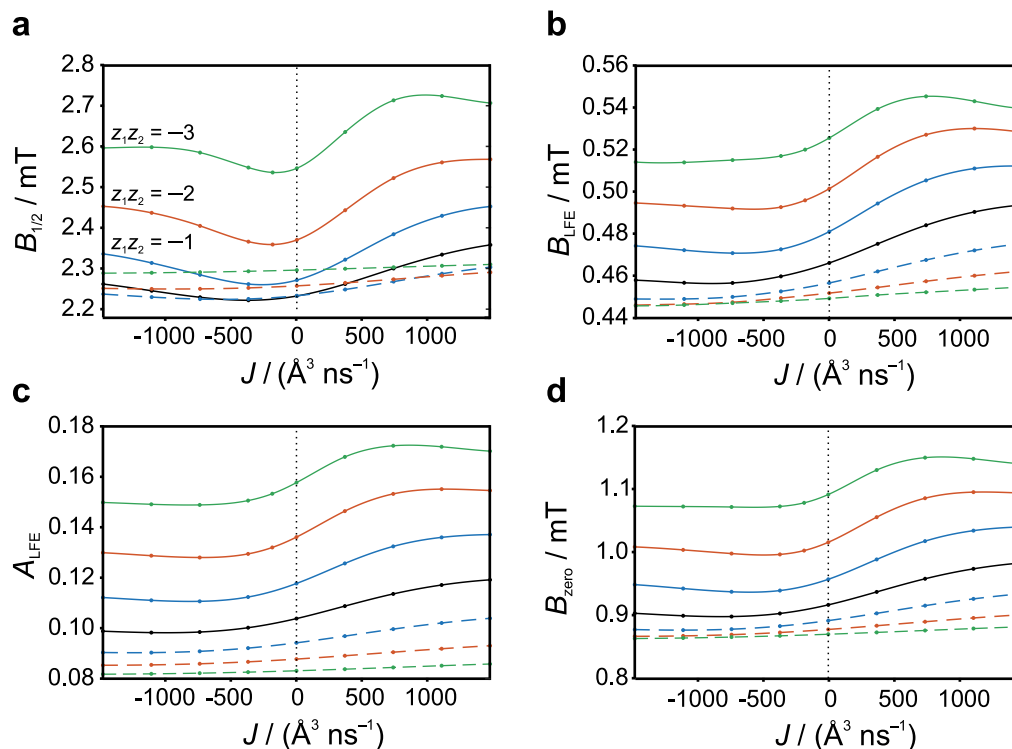 a
2.8
2.7
2.6
2.5
2.4
2.3
2.2
B1/2 / mT
z1z2 = −3
z1z2 = −2
z1z2 = −1
-1000 -500 0 500 1000
J / (Å³ ns⁻¹)
b
0.56
0.54
0.52
0.50
0.48
0.46
0.44
BLFE / mT
-1000 -500 0 500 1000
J / (Å³ ns⁻¹)
c
0.18
0.16
0.14
0.12
0.10
0.08
ALFE
-1000 -500 0 500 1000
J / (Å³ ns⁻¹)
d
1.2
1.1
1.0
0.9
0.8
Bzero / mT
-1000 -500 0 500 1000
J / (Å³ ns⁻¹)